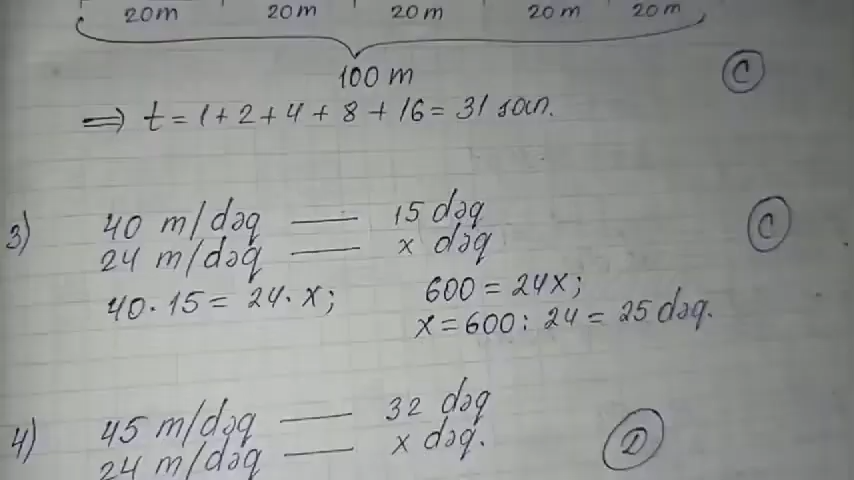 20m 20m 20m 20m 20m
100 m
C
⟹ t = 1 + 2 + 4 + 8 + 16 = 31 san.
3) 40 m/dəq — 15 dəq
C
24 m/dəq — x dəq
40 · 15 = 24 · x; 600 = 24x;
x = 600 : 24 = 25 dəq.
4) 45 m/dəq — 32 dəq
D
24 m/dəq — x dəq.